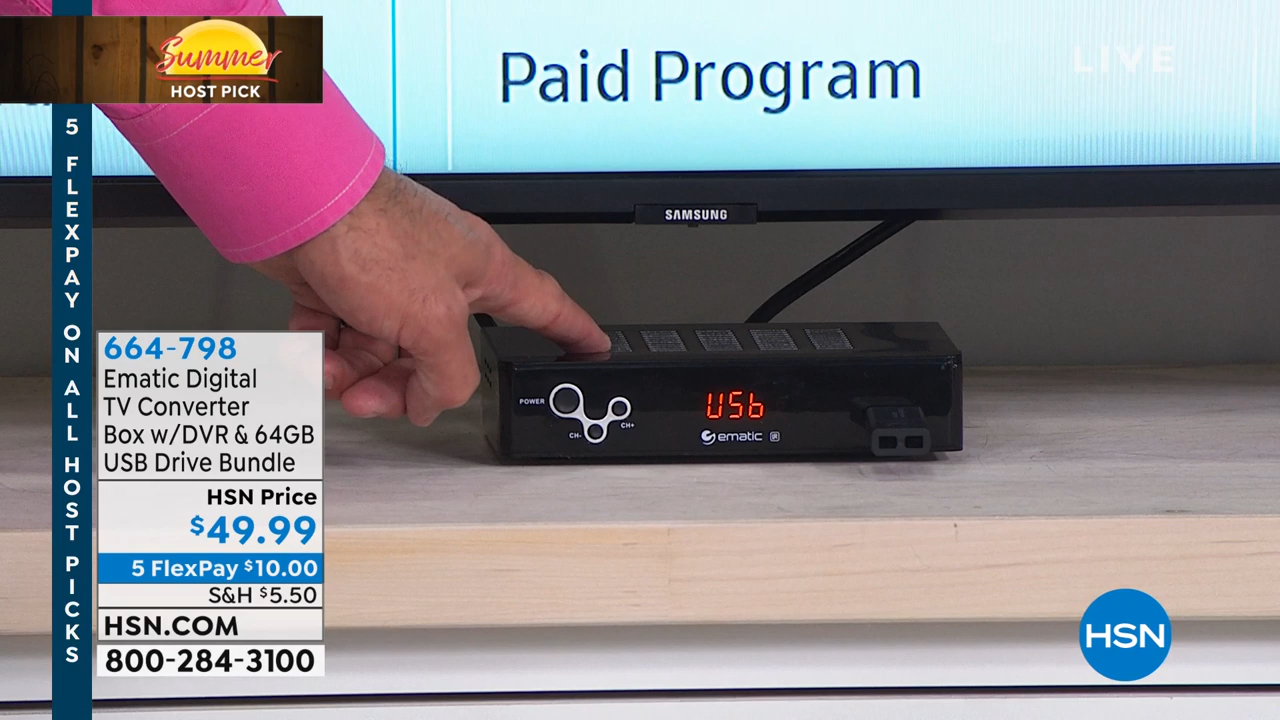 Summer
HOST PICK
5 FLEXPAY ON ALL HOST PICKS
Paid Program
LIVE
SAMSUNG
POWER
CH-
CH+
USb
ematic
664-798
Ematic Digital
TV Converter
Box w/DVR & 64GB
USB Drive Bundle
HSN Price
$49.99
5 FlexPay $10.00
S&H $5.50
HSN.COM
800-284-3100
HSN